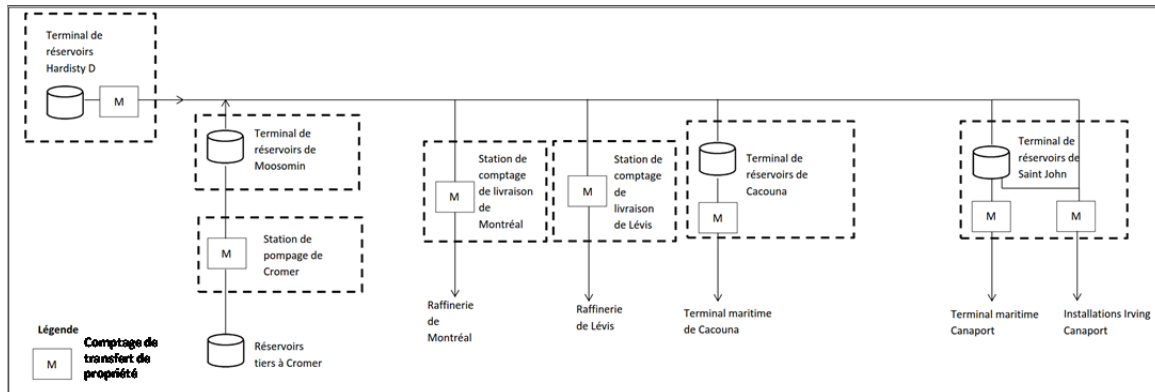 Terminal de
réservoirs
Hardisty D
M
Terminal de
réservoirs de
Moosomin
M
Station de
pompage de
Cromer
Réservoirs
tiers à Cromer
Station de
comptage
de livraison
de
Montréal
M
Raffinerie
de
Montréal
Station de
comptage
de
livraison
de Lévis
M
Raffinerie
de Lévis
Terminal de
réservoirs de
Cacouna
M
Terminal maritime
de Cacouna
Terminal de
réservoirs de
Saint John
M
M
Terminal maritime
Canaport
Installations Irving
Canaport
Légende
M
Comptage de
transfert de
propriété